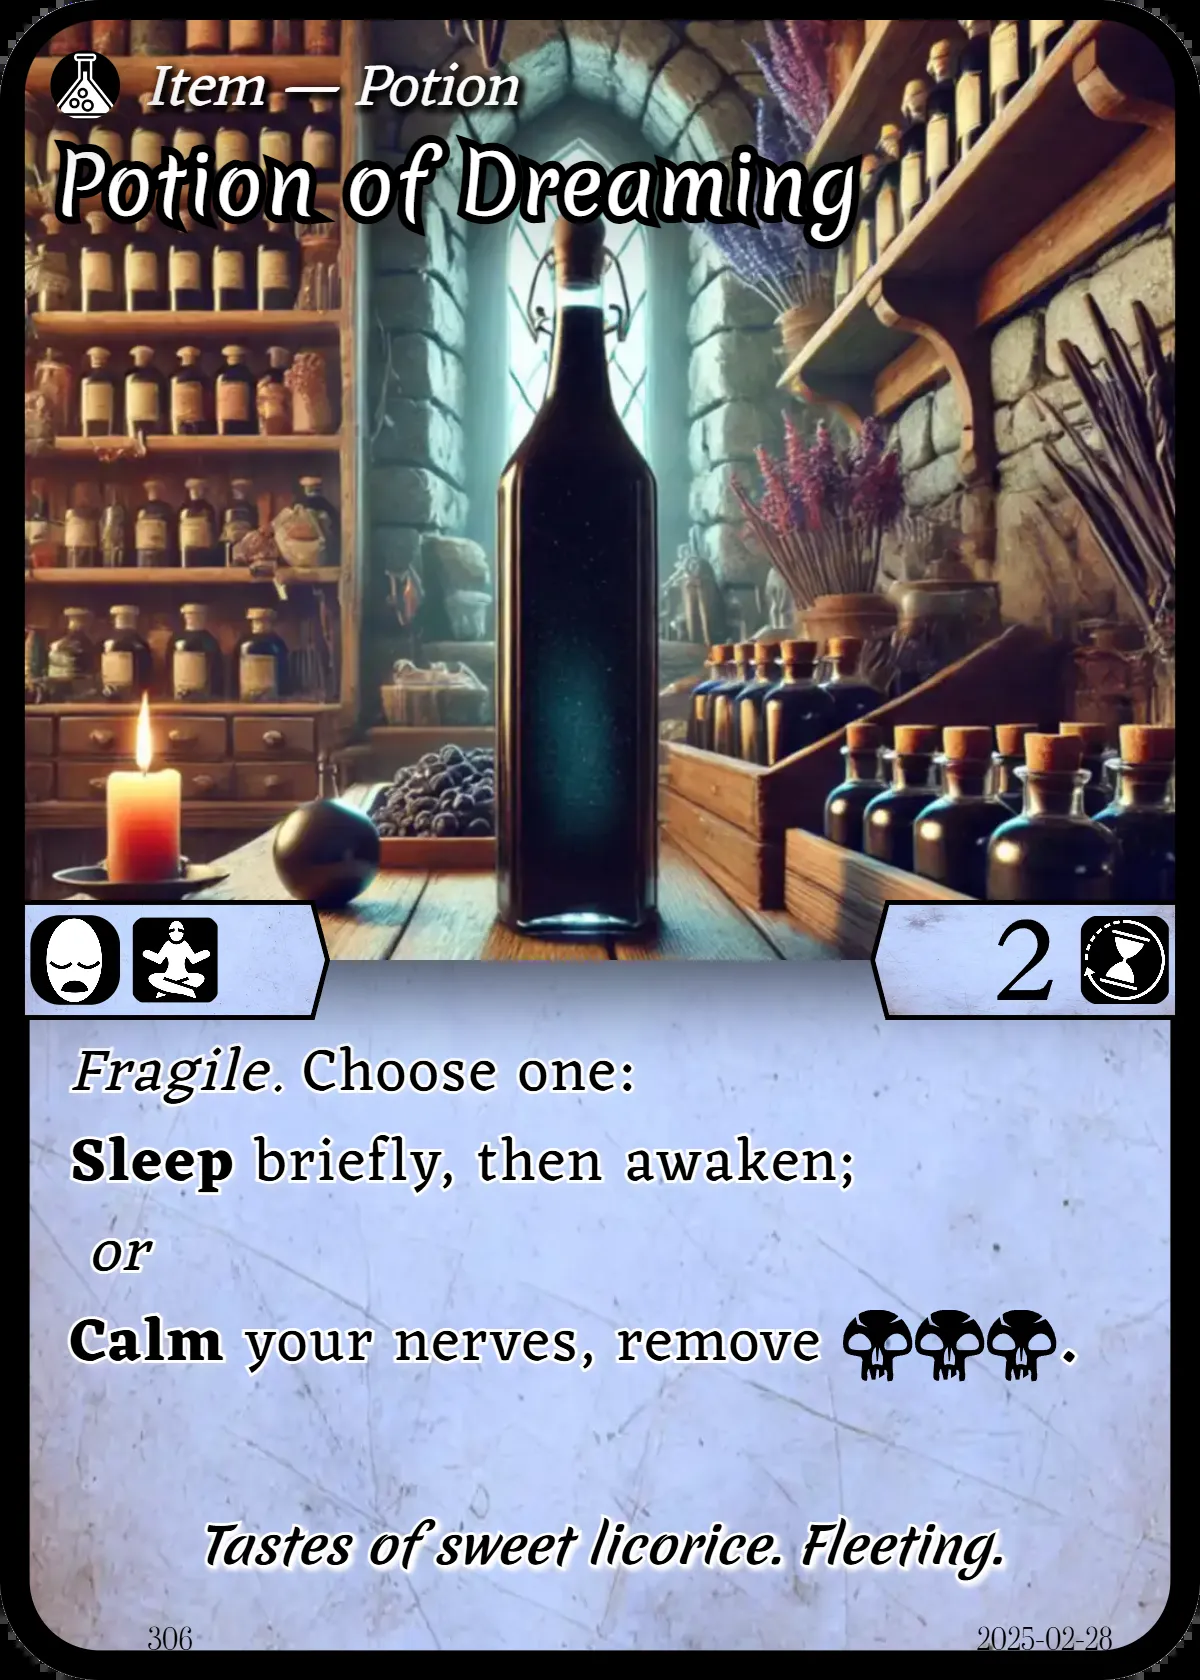 Item — Potion
Potion of Dreaming
2
Fragile. Choose one:
Sleep briefly, then awaken;
or
Calm your nerves, remove .
Tastes of sweet licorice. Fleeting.
306
2025-02-28